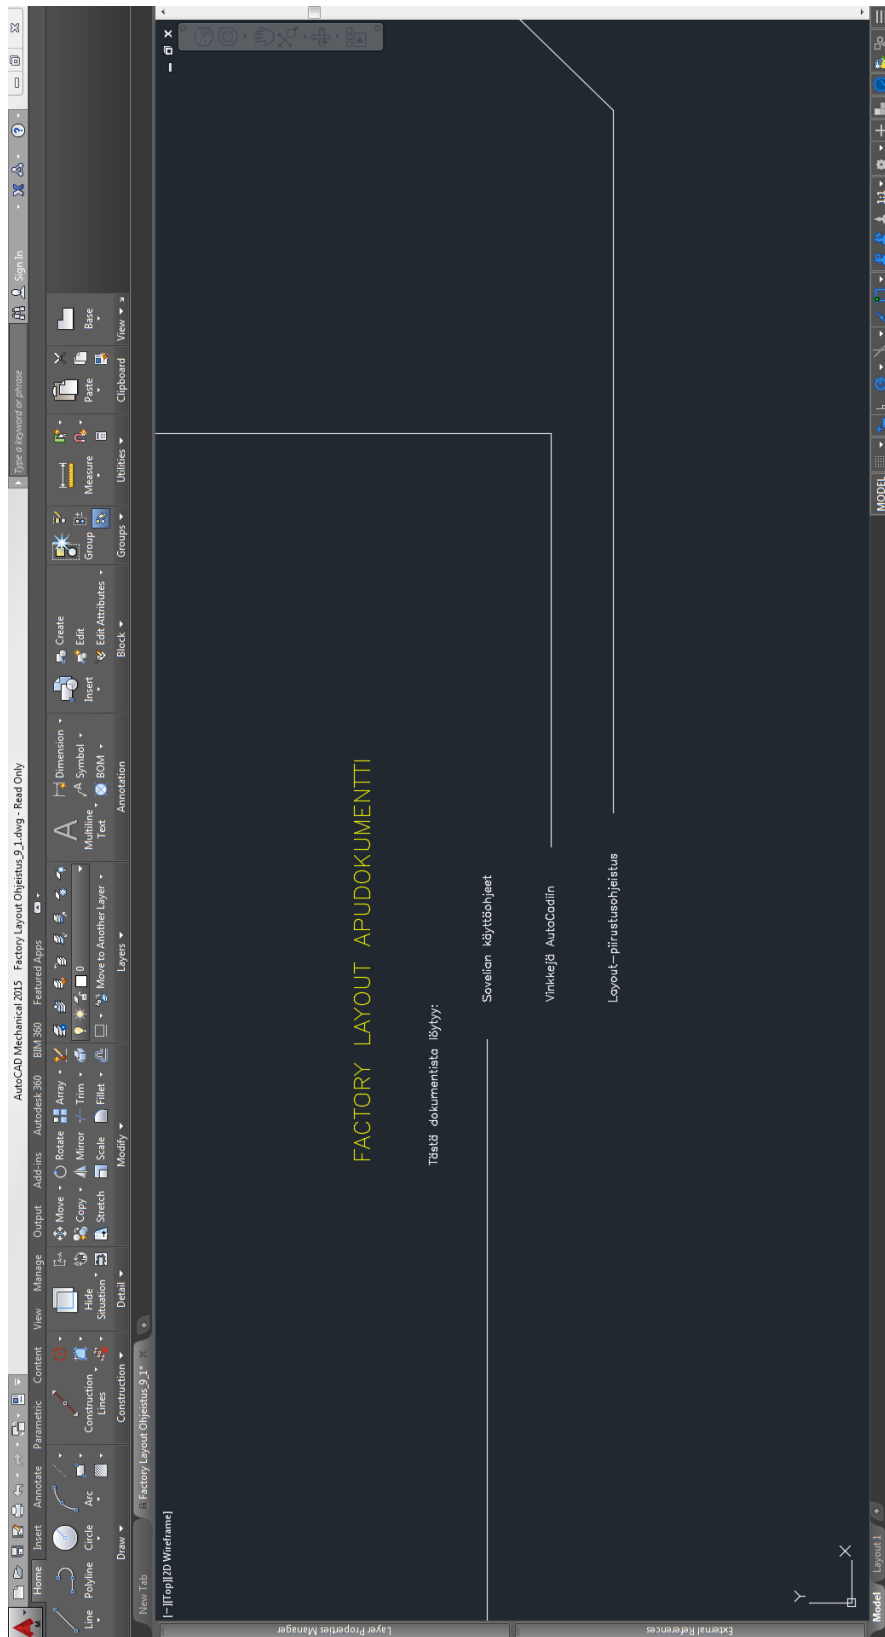 AutoCAD Mechanical 2015 Factory Layout Ohjeistus_9_1.dwg - Read Only
Type a keyword or phrase
Sign In
Home Insert Annotate Parametric Content View Manage Output Add-ins Autodesk 360 BIM 360 Featured Apps
Line Polyline Circle Arc
Draw
Construction Lines
Construction
Hide Situation
Detail
Move Rotate Array
Copy Mirror Trim
Stretch Scale Fillet
Modify
0
Move to Another Layer
Layers
Multiline Text
Dimension
Symbol
BOM
Annotation
Insert
Create
Edit
Edit Attributes
Block
Group
Groups
Measure
Utilities
Paste
Clipboard
Base
View
New Tab
Factory Layout Ohjeistus_9_1*
[-][Top][2D Wireframe]
Layer Properties Manager
External References
FACTORY LAYOUT APUDOKUMENTTI
Tästä dokumentista löytyy:
Sovelian käyttöohjeet
Vinkkejä AutoCadiin
Layout-piirustusohjeistus
Y
X
Model Layout1
MODEL
1:1